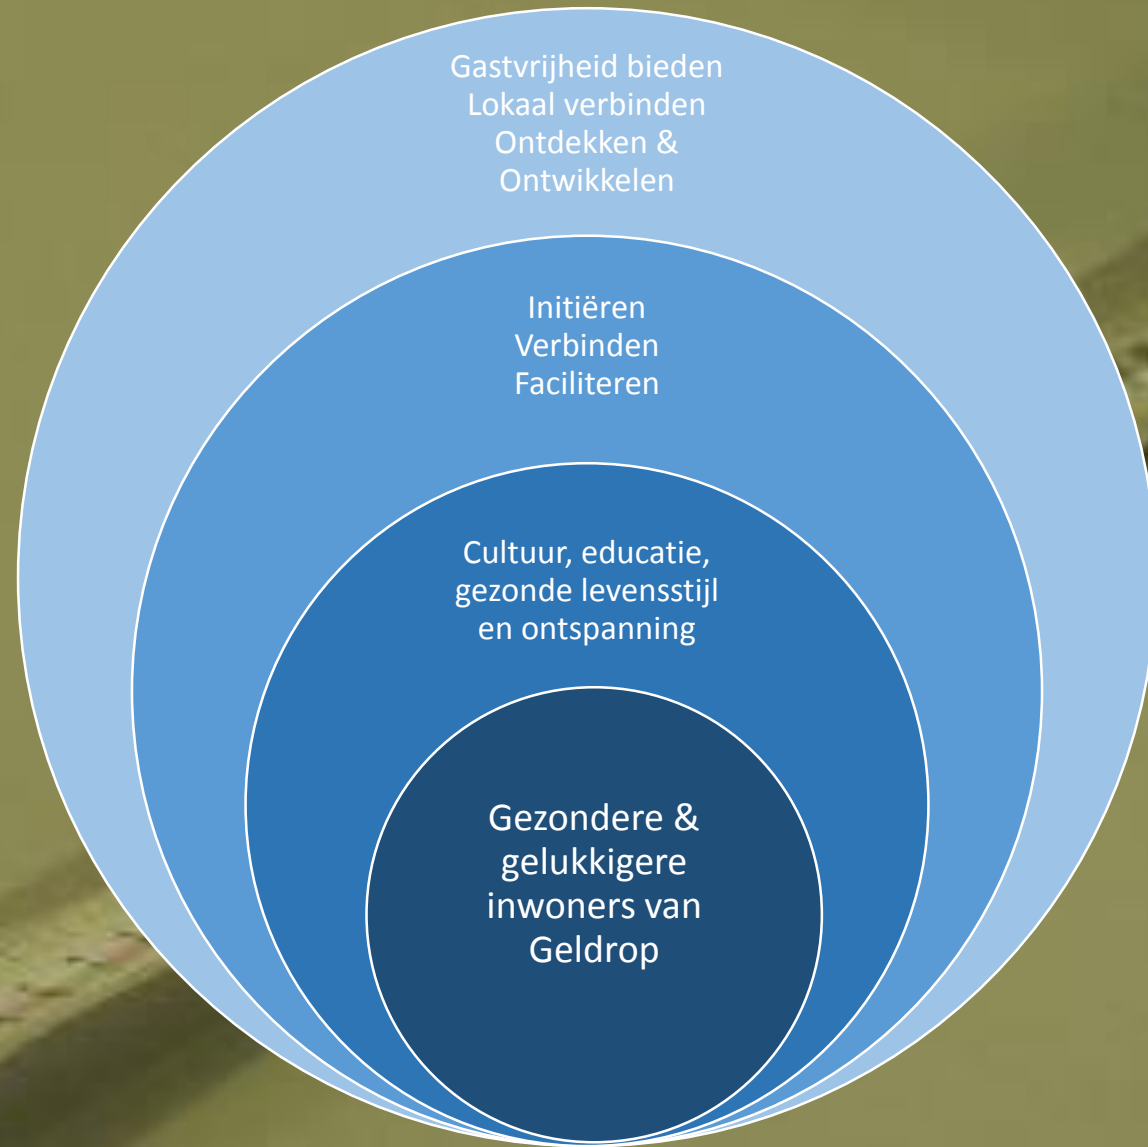 Gastvrijheid bieden
Lokaal verbinden
Ontdekken &
Ontwikkelen
Initiëren
Verbinden
Faciliteren
Cultuur, educatie,
gezonde levensstijl
en ontspanning
Gezondere &
gelukkigere
inwoners van
Geldrop